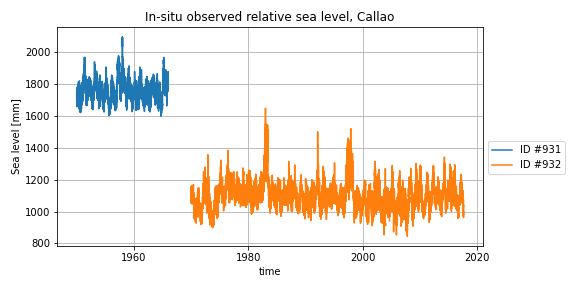 In-situ observed relative sea level, Callao
Sea level [mm]
2000
1800
1600
1400
1200
1000
800
1960
1980
2000
2020
time
ID #931
ID #932